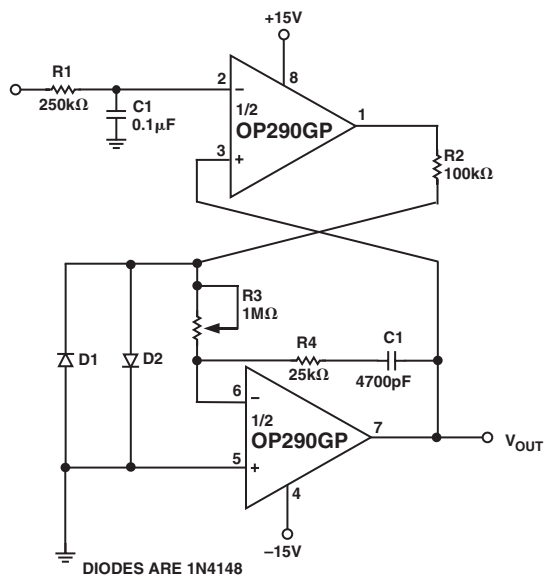 +15V
R1
250kΩ
C1
0.1μF
2
–
8
1/2
OP290GP
1
3
+
R2
100kΩ
R3
1MΩ
D1
D2
R4
25kΩ
C1
4700pF
6
–
1/2
OP290GP
7
5
+
4
VOUT
–15V
DIODES ARE 1N4148